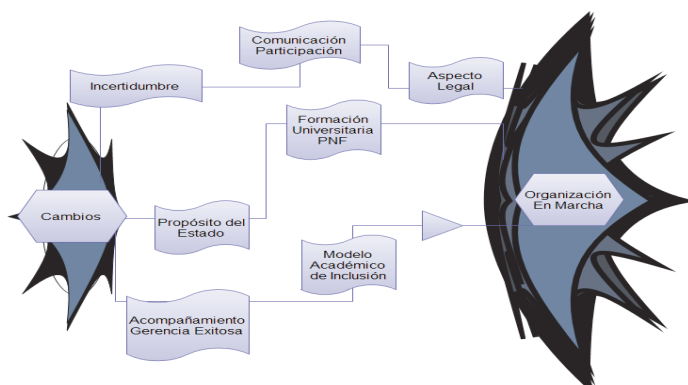 Comunicación
Participación
Incertidumbre
Aspecto
Legal
Formación
Universitaria
PNF
Cambios
Propósito del
Estado
Organización
En Marcha
Modelo
Académico
de Inclusión
Acompañamiento
Gerencia Exitosa